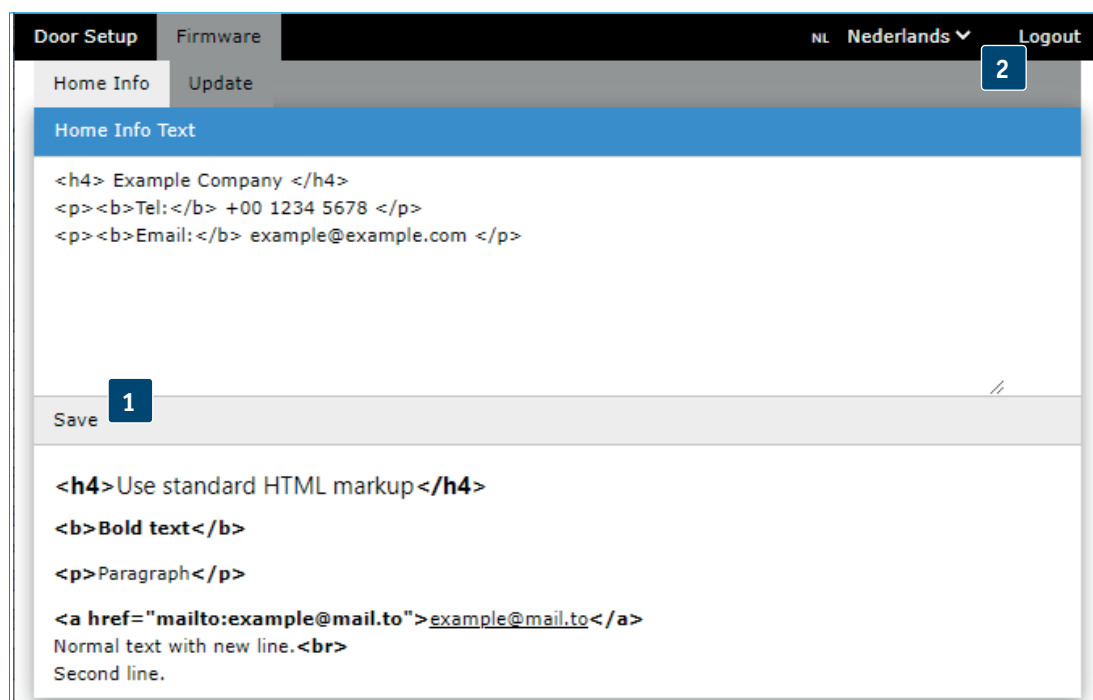 Door Setup Firmware NL Nederlands Logout
2
Home Info Update
Home Info Text
<h4> Example Company </h4>
<p><b>Tel:</b> +00 1234 5678 </p>
<p><b>Email:</b> example@example.com </p>
1
Save
<h4>Use standard HTML markup</h4>
<b>Bold text</b>
<p>Paragraph</p>
<a href="mailto:example@mail.to">example@mail.to</a>
Normal text with new line.<br>
Second line.